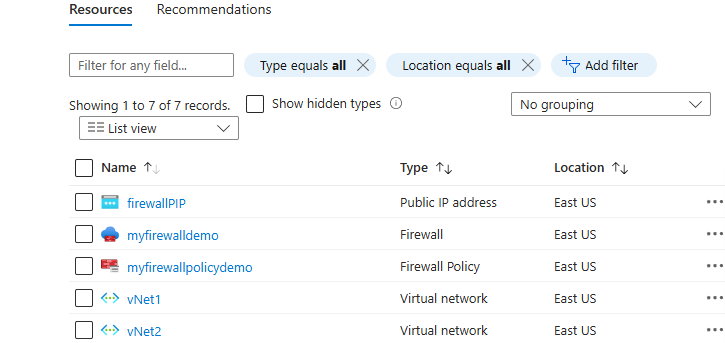 Resources Recommendations
Filter for any field... Type equals all Location equals all Add filter
Showing 1 to 7 of 7 records. Show hidden types No grouping
List view
Name Type Location
firewallPIP Public IP address East US
myfirewalldemo Firewall East US
myfirewallpolicydemo Firewall Policy East US
vNet1 Virtual network East US
vNet2 Virtual network East US